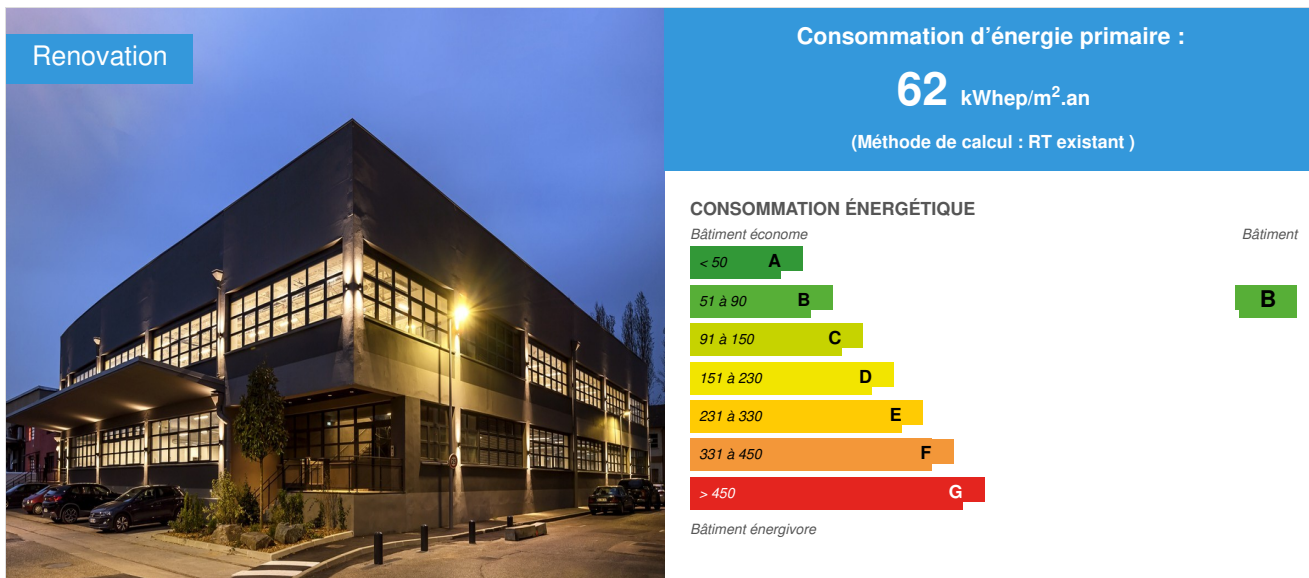 Renovation
Consommation d'énergie primaire :
62 kWhep/m².an
(Méthode de calcul : RT existant )
CONSOMMATION ÉNERGÉTIQUE
Bâtiment économe
Bâtiment
< 50 A
51 à 90 B
B
91 à 150 C
151 à 230 D
231 à 330 E
331 à 450 F
> 450 G
Bâtiment énergivore